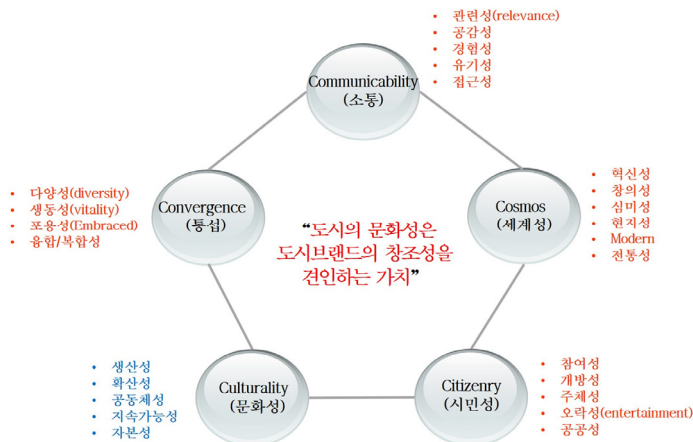 • 관련성(relevance)
• 공감성
• 경험성
• 유기성
• 접근성
Communicability
(소통)
• 다양성(diversity)
• 생동성(vitality)
• 포용성(Embraced)
• 융합/복합성
Convergence
(통섭)
Cosmos
(세계성)
• 혁신성
• 창의성
• 심미성
• 현지성
• Modern
• 전통성
“도시의 문화성은
도시브랜드의 창조성을
견인하는 가치”
• 생산성
• 확산성
• 공동체성
• 지속가능성
• 자본성
Culturality
(문화성)
Citizenry
(시민성)
• 참여성
• 개방성
• 주체성
• 오락성(entertainment)
• 공공성